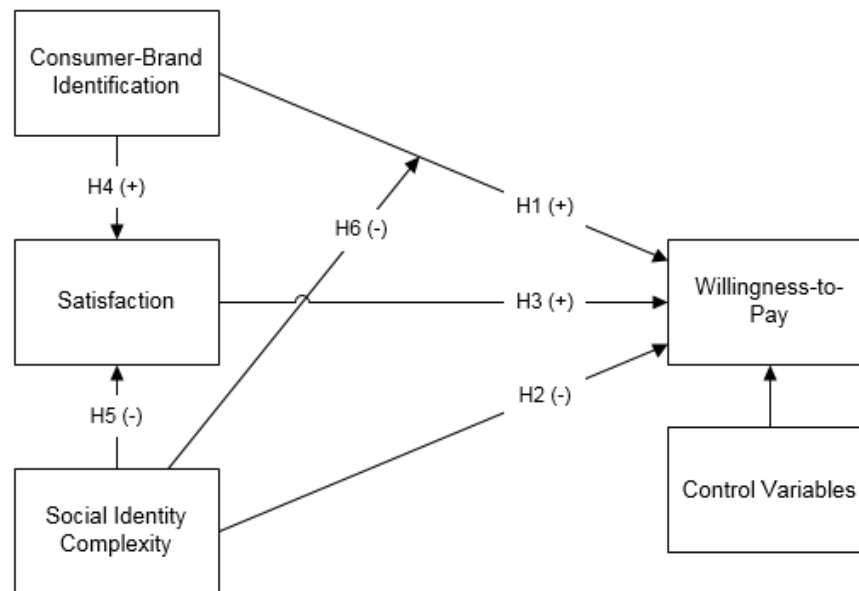 Consumer-Brand
Identification
H4 (+)
H1 (+)
H6 (-)
Satisfaction
H3 (+)
Willingness-to-
Pay
H2 (-)
H5 (-)
Social Identity
Complexity
Control Variables